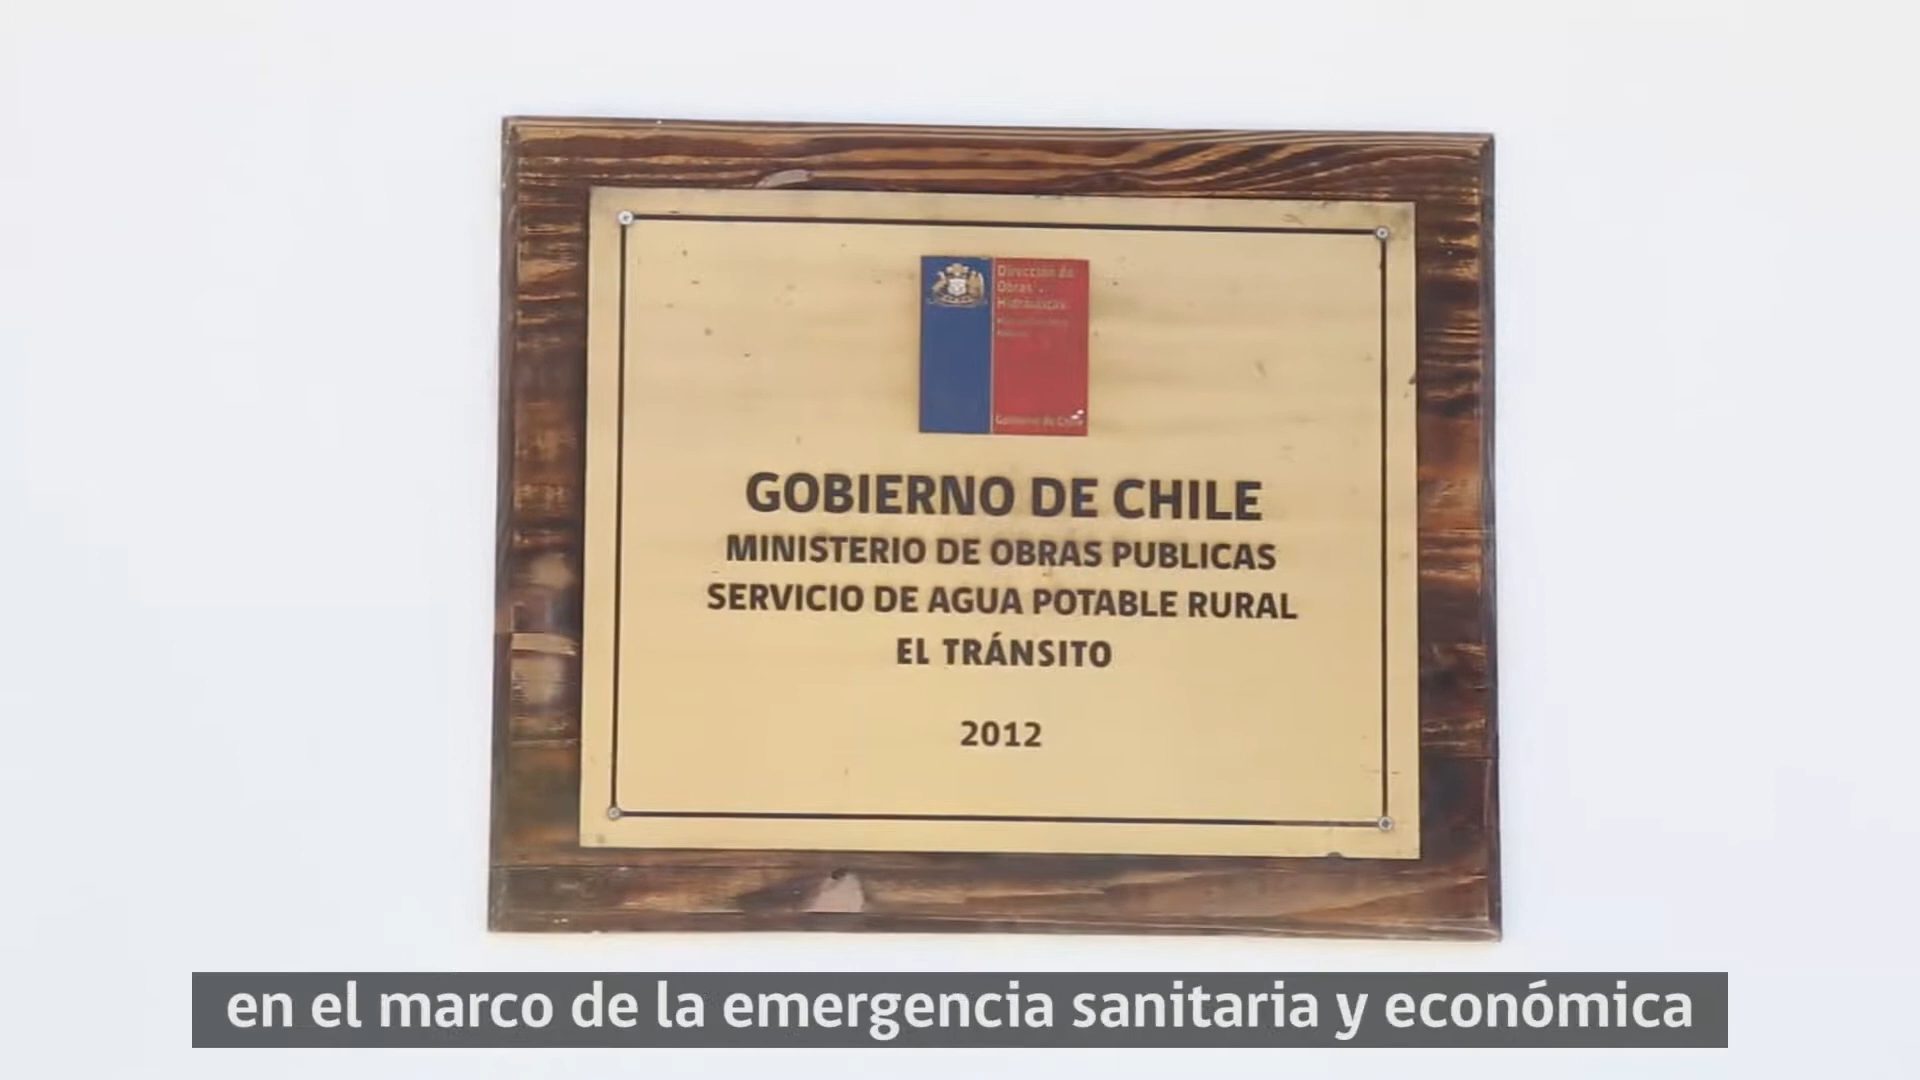 Dirección de
Obras
Hidráulicas
Gobierno de Chile
GOBIERNO DE CHILE
MINISTERIO DE OBRAS PUBLICAS
SERVICIO DE AGUA POTABLE RURAL
EL TRÁNSITO
2012
en el marco de la emergencia sanitaria y económica